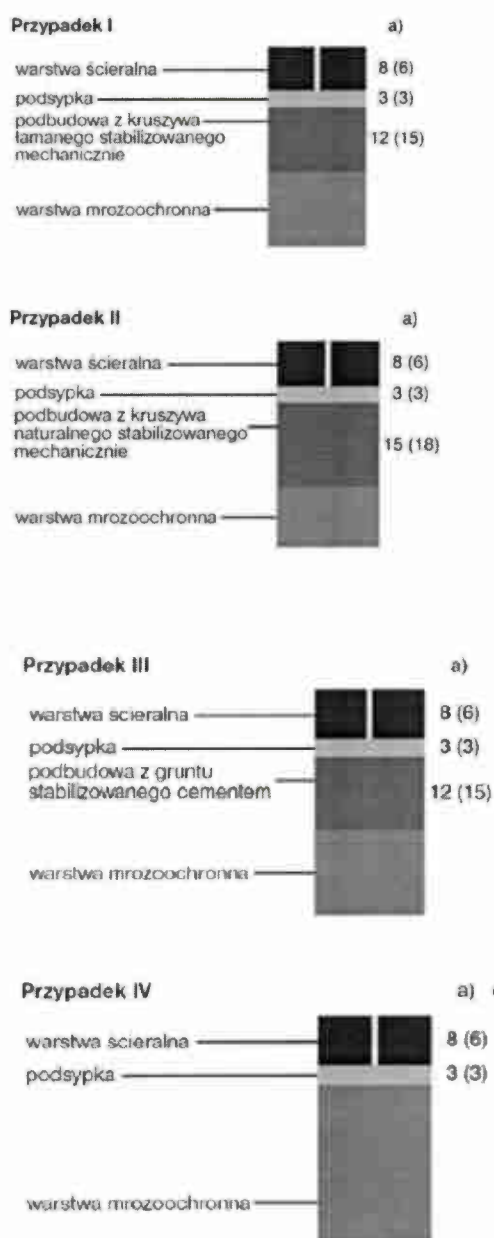 Przypadek I a)
warstwa ścieralna 8 (6)
podsypka 3 (3)
podbudowa z kruszywa
łamanego stabilizowanego 12 (15)
mechanicznie
warstwa mrozoochronna
Przypadek II a)
warstwa ścieralna 8 (6)
podsypka 3 (3)
podbudowa z kruszywa
naturalnego stabilizowanego
mechanicznie 15 (18)
warstwa mrozoochronna
Przypadek III a)
warstwa ścieralna 8 (6)
podsypka 3 (3)
podbudowa z gruntu
stabilizowanego cementem 12 (15)
warstwa mrozoochronna
Przypadek IV a)
warstwa ścieralna 8 (6)
podsypka 3 (3)
warstwa mrozoochronna